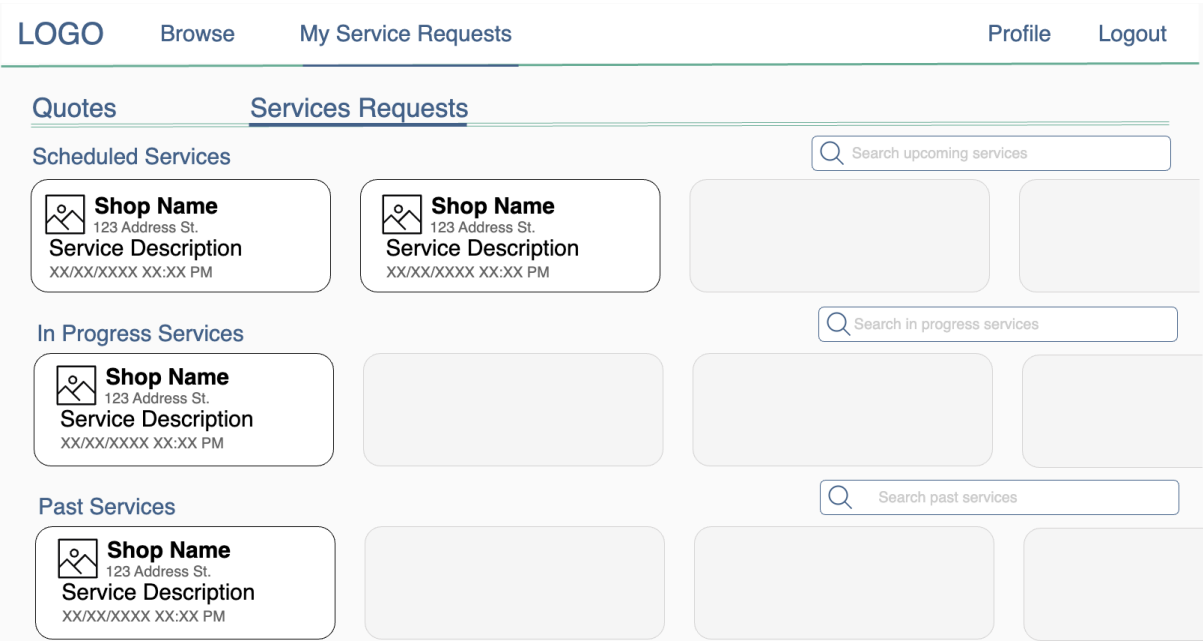 LOGO Browse My Service Requests Profile Logout
Quotes Services Requests
Scheduled Services
Search upcoming services
Shop Name
123 Address St.
Service Description
XX/XX/XXXX XX:XX PM
Shop Name
123 Address St.
Service Description
XX/XX/XXXX XX:XX PM
In Progress Services
Search in progress services
Shop Name
123 Address St.
Service Description
XX/XX/XXXX XX:XX PM
Past Services
Search past services
Shop Name
123 Address St.
Service Description
XX/XX/XXXX XX:XX PM